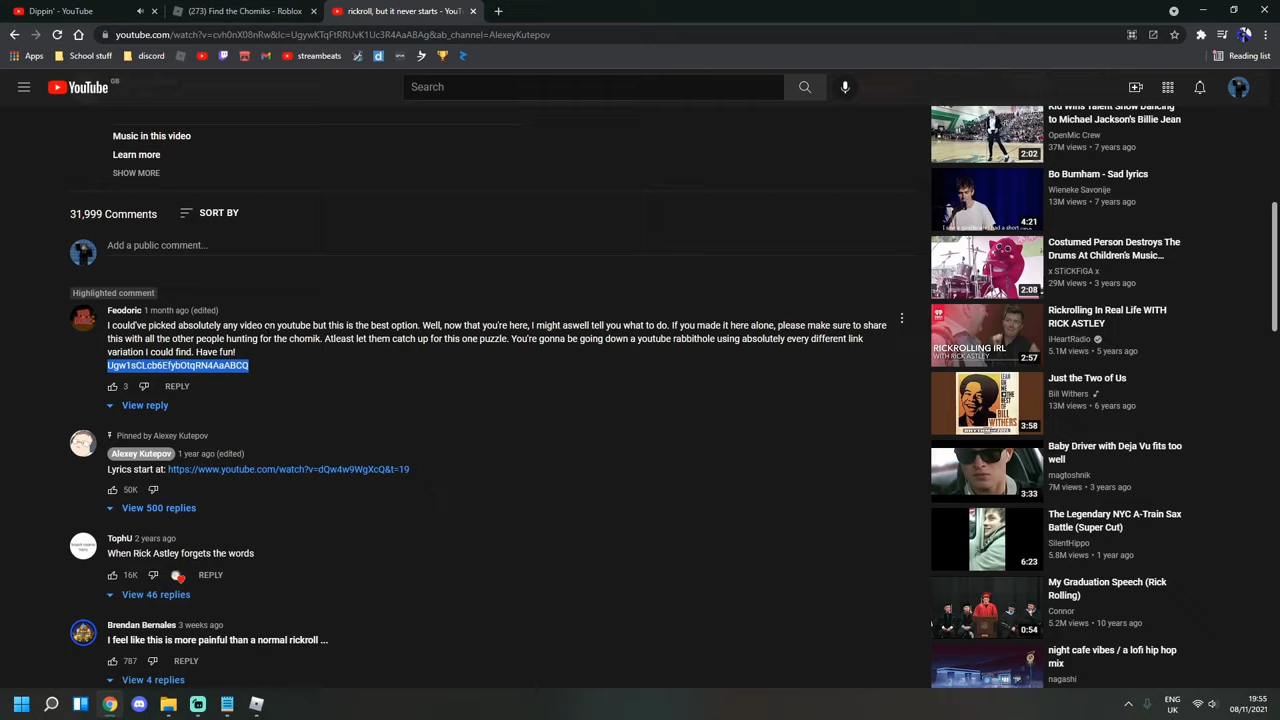 Dippin' - YouTube
(273) Find the Chomiks - Roblox
rickroll, but it never starts - YouT
youtube.com/watch?v=cvh0nX08nRw&lc=UgywKTqFtRRUvK1Uc3R4AaABAg&ab_channel=AlexeyKutepov
Apps
School stuff
discord
streambeats
Reading list
YouTube
GB
Search
Music in this video
Learn more
SHOW MORE
31,999 Comments
SORT BY
Add a public comment...
Highlighted comment
Feodoric 1 month ago (edited)
I could've picked absolutely any video on youtube but this is the best option. Well, now that you're here, I might aswell tell you what to do. If you made it here alone, please make sure to share
this with all the other people hunting for the chomik. Atleast let them catch up for this one puzzle. You're gonna be going down a youtube rabbithole using absolutely every different link
variation I could find. Have fun!
Ugw1sCLcb6EfybOtqRN4AaABCQ
3
REPLY
View reply
Pinned by Alexey Kutepov
Alexey Kutepov 1 year ago (edited)
Lyrics start at: https://www.youtube.com/watch?v=dQw4w9WgXcQ&t=19
50K
View 500 replies
TophU 2 years ago
When Rick Astley forgets the words
16K
REPLY
View 46 replies
Brendan Bernales 3 weeks ago
I feel like this is more painful than a normal rickroll ...
787
REPLY
View 4 replies
Kid Wins Talent Show Dancing
to Michael Jackson's Billie Jean
OpenMic Crew
37M views • 7 years ago
2:02
Bo Burnham - Sad lyrics
Wieneke Savonije
13M views • 7 years ago
4:21
Costumed Person Destroys The
Drums At Children's Music...
x STiCKFiGA x
29M views • 3 years ago
2:08
Rickrolling In Real Life WITH
RICK ASTLEY
iHeartRadio
5.1M views • 5 years ago
RICKROLLING IRL
WITH RICK ASTLEY
2:57
Just the Two of Us
Bill Withers
13M views • 6 years ago
LEAN
ON ME
THE
BEST
OF
BILL
WITHERS
3:58
Baby Driver with Deja Vu fits too
well
magtoshnik
7M views • 3 years ago
3:33
The Legendary NYC A-Train Sax
Battle (Super Cut)
SilentHippo
5.8M views • 1 year ago
6:23
My Graduation Speech (Rick
Rolling)
Connor
5.2M views • 10 years ago
0:54
night cafe vibes / a lofi hip hop
mix
nagashi
ENG
UK
19:55
08/11/2021